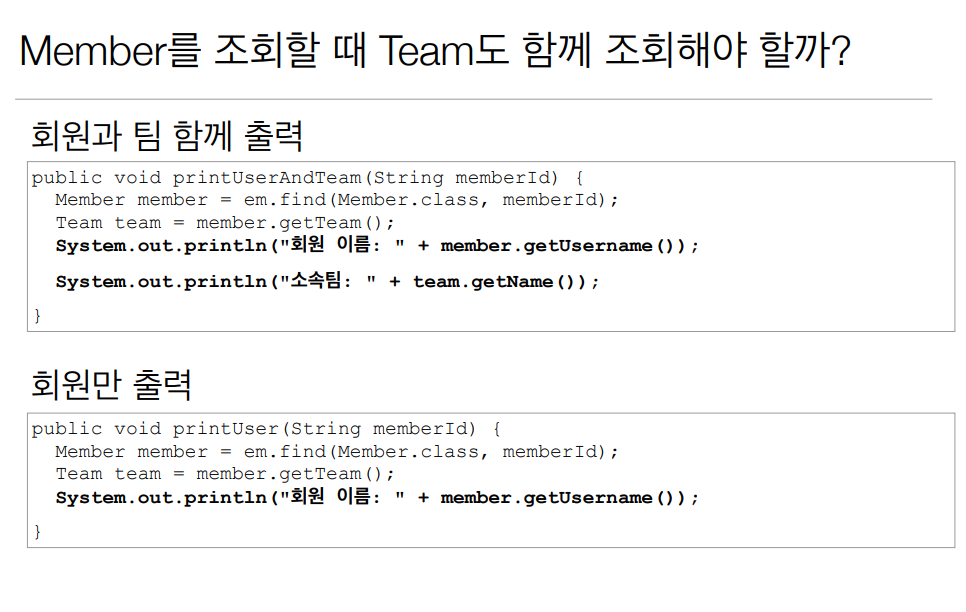 Member를 조회할 때 Team도 함께 조회해야 할까?
회원과 팀 함께 출력
public void printUserAndTeam(String memberId) {
Member member = em.find(Member.class, memberId);
Team team = member.getTeam();
System.out.println("회원 이름: " + member.getUsername());
System.out.println("소속팀: " + team.getName());
}
회원만 출력
public void printUser(String memberId) {
Member member = em.find(Member.class, memberId);
Team team = member.getTeam();
System.out.println("회원 이름: " + member.getUsername());
}